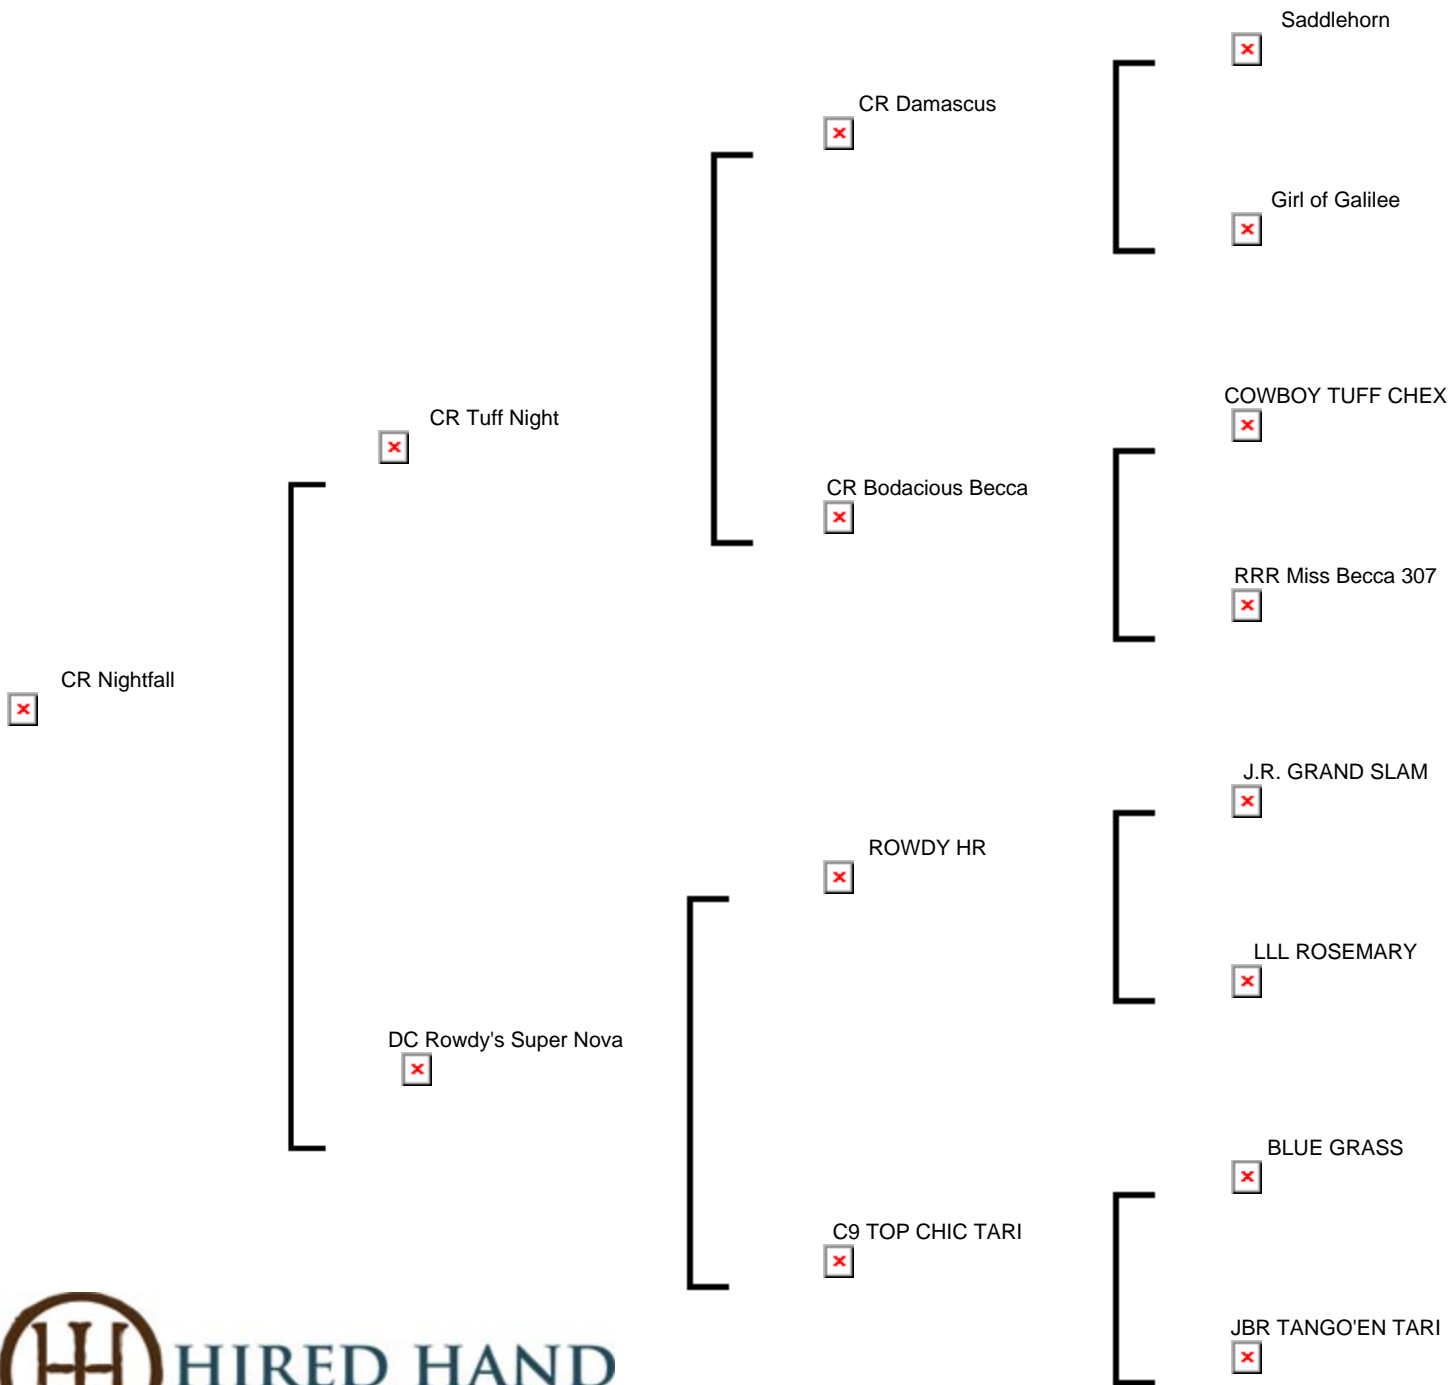 Saddlehorn
CR Damascus
Girl of Galilee
COWBOY TUFF CHEX
CR Tuff Night
CR Bodacious Becca
RRR Miss Becca 307
CR Nightfall
J.R. GRAND SLAM
ROWDY HR
LLL ROSEMARY
DC Rowdy's Super Nova
BLUE GRASS
C9 TOP CHIC TARI
JBR TANGO'EN TARI
HIRED HAND